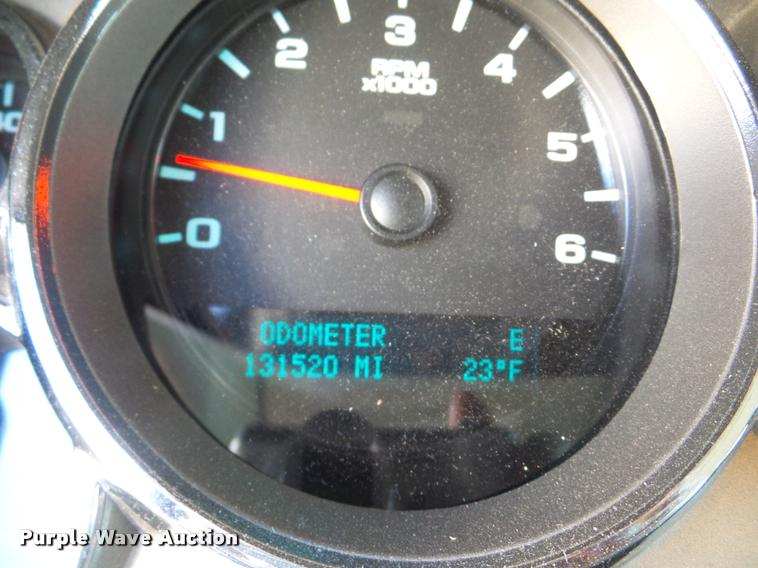 3
2
4
RPM
x1000
1
5
0
6
ODOMETER E
131520 MI 23°F
Purple Wave Auction®